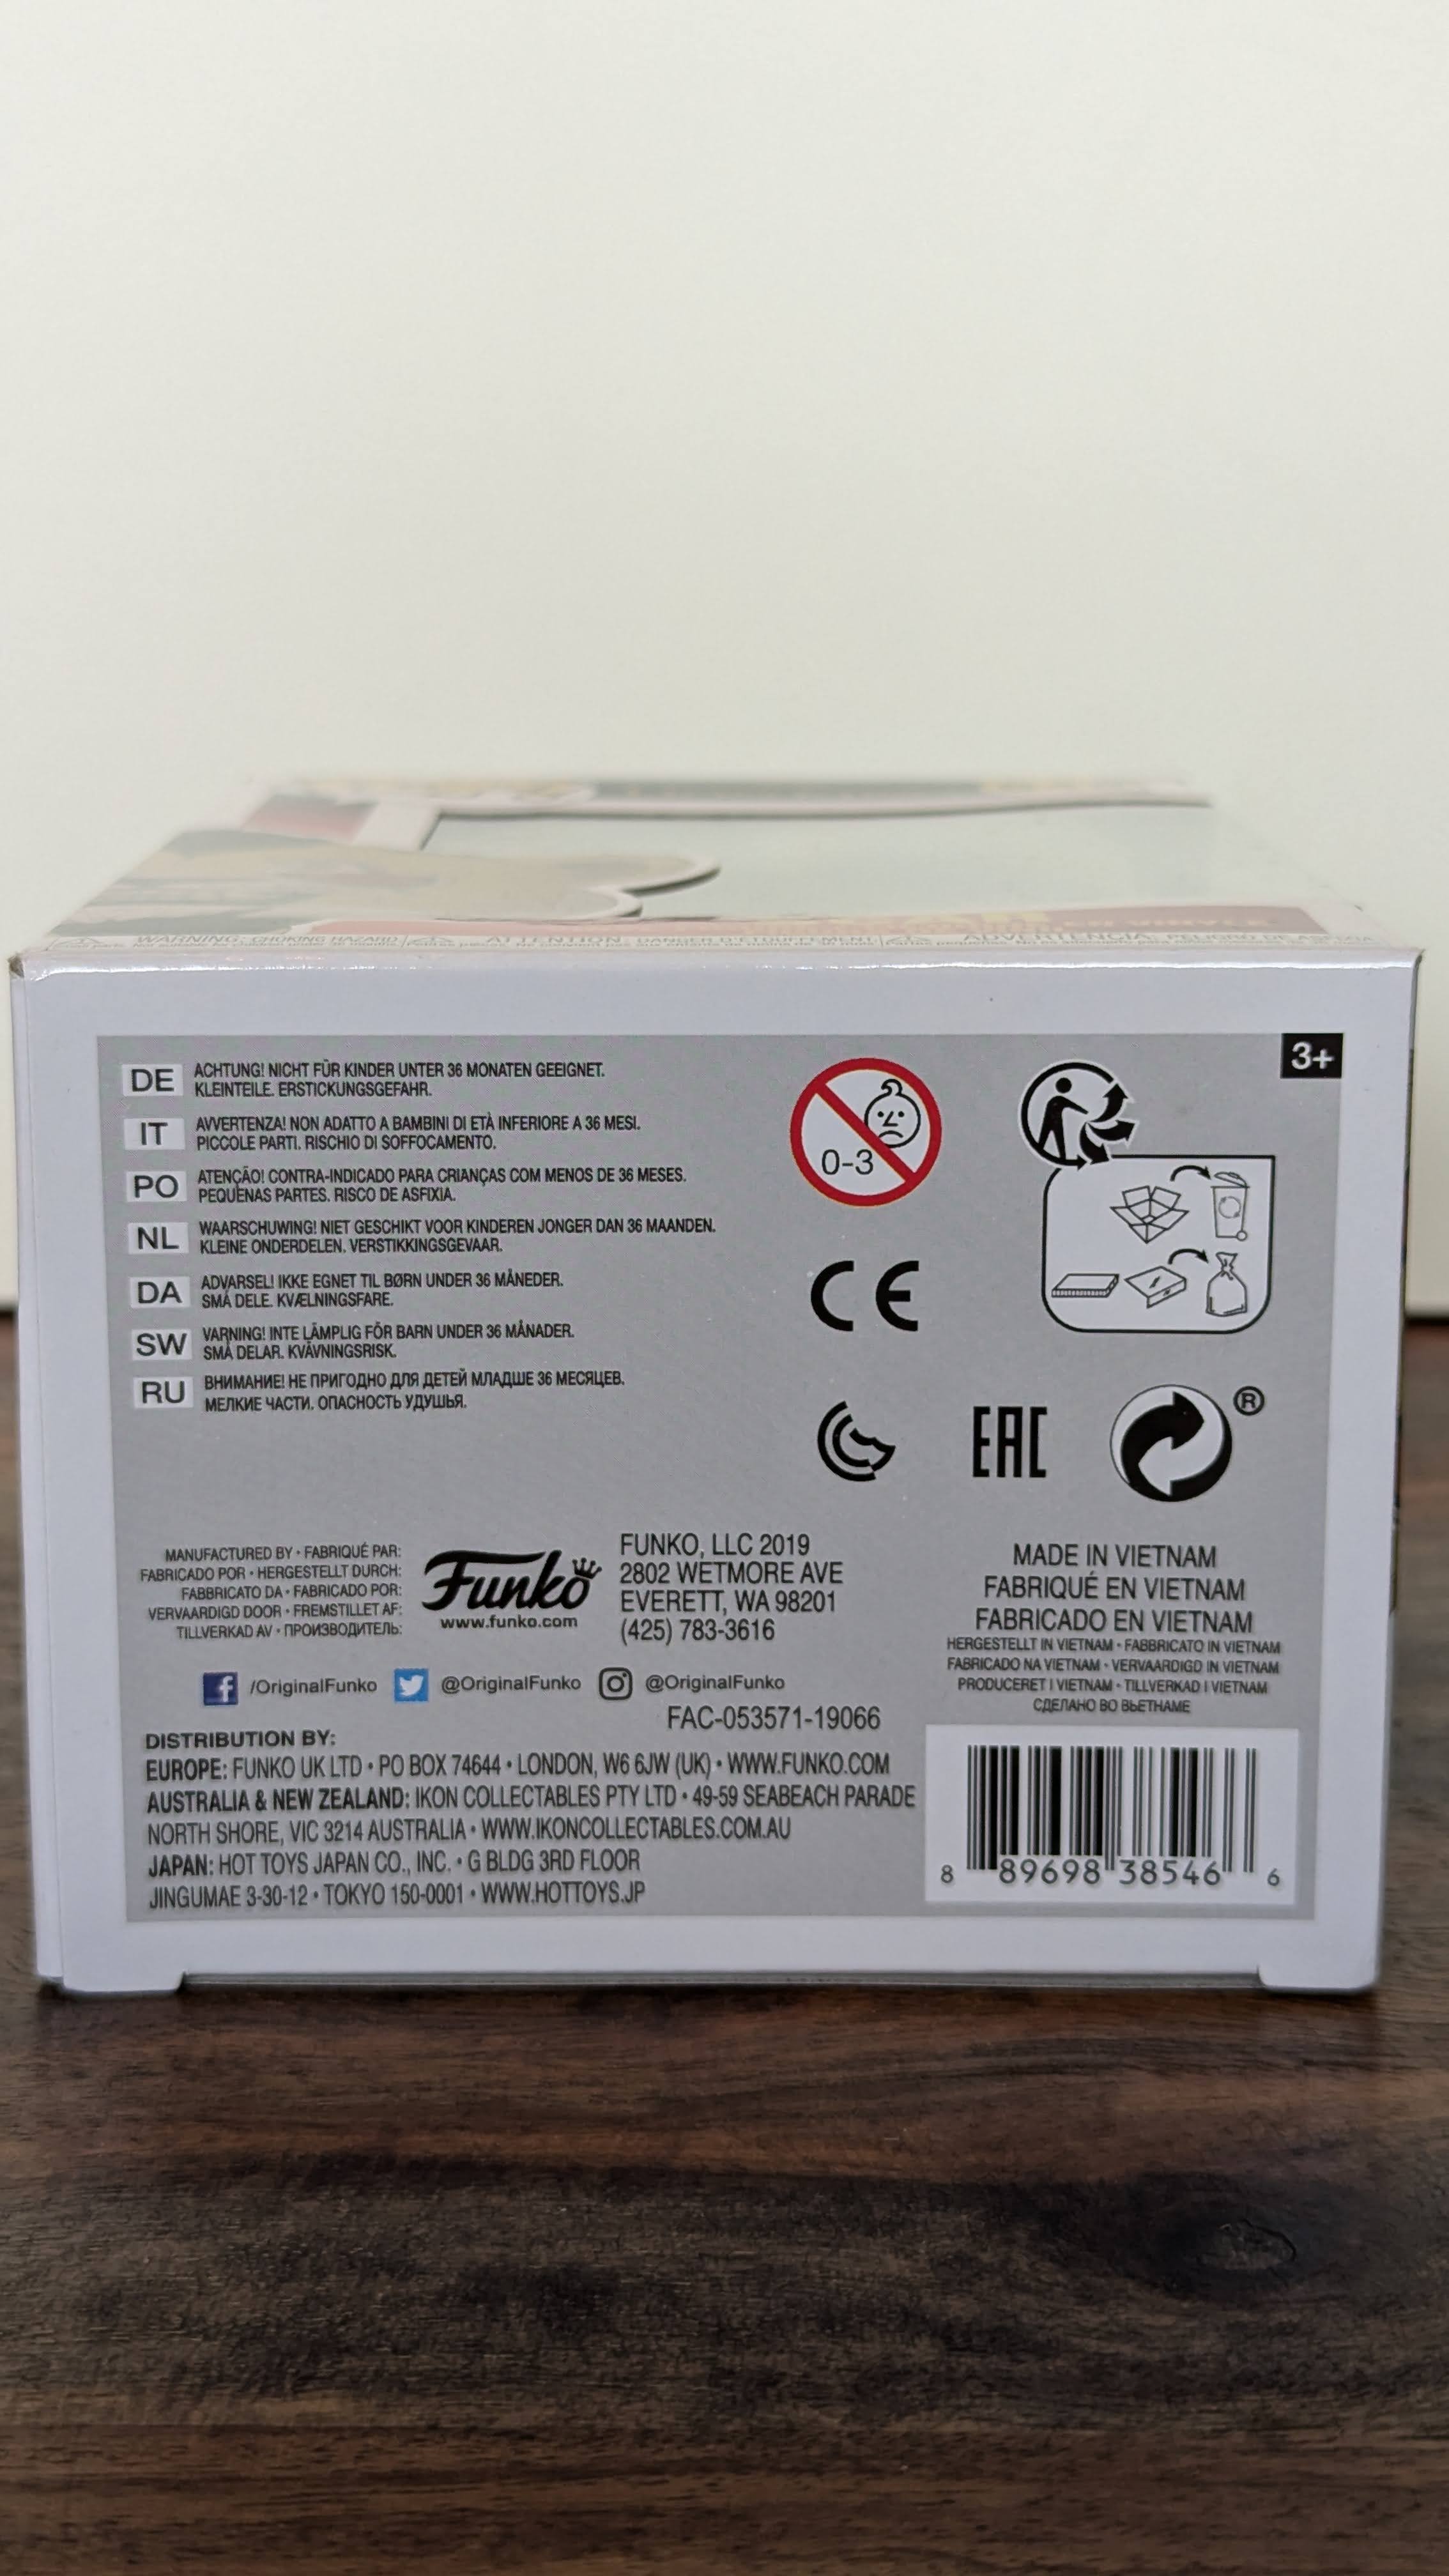 WARNING: CHOKING HAZARD
ATTENTION: DANGER D'ÉTOUFFEMENT
ADVERTENCIA: PELIGRO DE ASFIXIA
3+
DE ACHTUNG! NICHT FÜR KINDER UNTER 36 MONATEN GEEIGNET.
KLEINTEILE. ERSTICKUNGSGEFAHR.
IT AVVERTENZA! NON ADATTO A BAMBINI DI ETÀ INFERIORE A 36 MESI.
PICCOLE PARTI. RISCHIO DI SOFFOCAMENTO.
PO ATENÇÃO! CONTRA-INDICADO PARA CRIANÇAS COM MENOS DE 36 MESES.
PEQUENAS PARTES. RISCO DE ASFIXIA.
NL WAARSCHUWING! NIET GESCHIKT VOOR KINDEREN JONGER DAN 36 MAANDEN.
KLEINE ONDERDELEN. VERSTIKKINGSGEVAAR.
DA ADVARSEL! IKKE EGNET TIL BØRN UNDER 36 MÅNEDER.
SMÅ DELE. KVÆLNINGSFARE.
SW VARNING! INTE LÄMPLIG FÖR BARN UNDER 36 MÅNADER.
SMÅ DELAR. KVÄVNINGSRISK.
RU ВНИМАНИЕ! НЕ ПРИГОДНО ДЛЯ ДЕТЕЙ МЛАДШЕ 36 МЕСЯЦЕВ.
МЕЛКИЕ ЧАСТИ. ОПАСНОСТЬ УДУШЬЯ.
0-3
CE
EAC
®
MANUFACTURED BY • FABRIQUÉ PAR:
FABRICADO POR • HERGESTELLT DURCH:
FABBRICATO DA • FABRICADO POR:
VERVAARDIGD DOOR • FREMSTILLET AF:
TILLVERKAD AV • ПРОИЗВОДИТЕЛЬ:
Funko
www.funko.com
FUNKO, LLC 2019
2802 WETMORE AVE
EVERETT, WA 98201
(425) 783-3616
MADE IN VIETNAM
FABRIQUÉ EN VIETNAM
FABRICADO EN VIETNAM
HERGESTELLT IN VIETNAM • FABBRICATO IN VIETNAM
FABRICADO NA VIETNAM • VERVAARDIGD IN VIETNAM
PRODUCERET I VIETNAM • TILLVERKAD I VIETNAM
СДЕЛАНО ВО ВЬЕТНАМЕ
/OriginalFunko @OriginalFunko @OriginalFunko
FAC-053571-19066
DISTRIBUTION BY:
EUROPE: FUNKO UK LTD • PO BOX 74644 • LONDON, W6 6JW (UK) • WWW.FUNKO.COM
AUSTRALIA & NEW ZEALAND: IKON COLLECTABLES PTY LTD • 49-59 SEABEACH PARADE
NORTH SHORE, VIC 3214 AUSTRALIA • WWW.IKONCOLLECTABLES.COM.AU
JAPAN: HOT TOYS JAPAN CO., INC. • G BLDG 3RD FLOOR
JINGUMAE 3-30-12 • TOKYO 150-0001 • WWW.HOTTOYS.JP
8 89698 38546 6